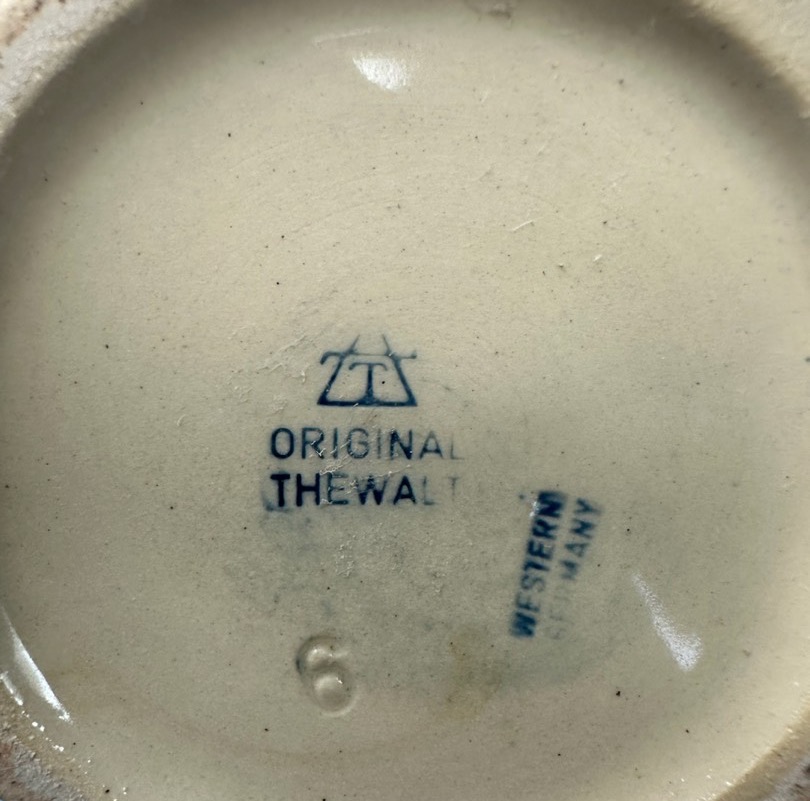 T
ORIGINAL
THEWALT
WESTERN
GERMANY
6